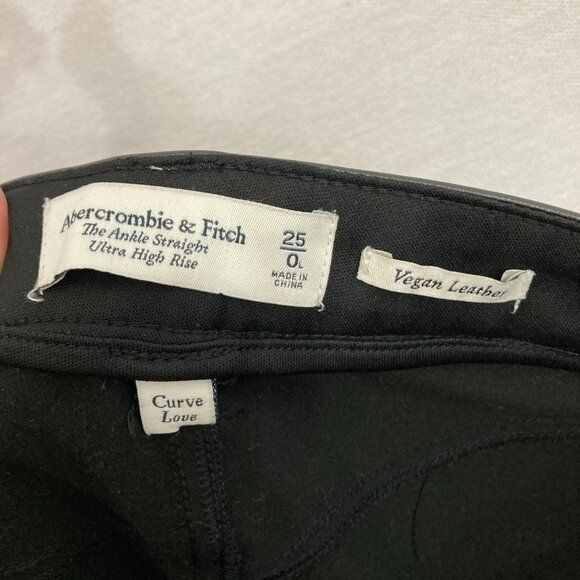 Abercrombie & Fitch
The Ankle Straight
Ultra High Rise
25
0L
MADE IN
CHINA
Vegan Leather
Curve
Love